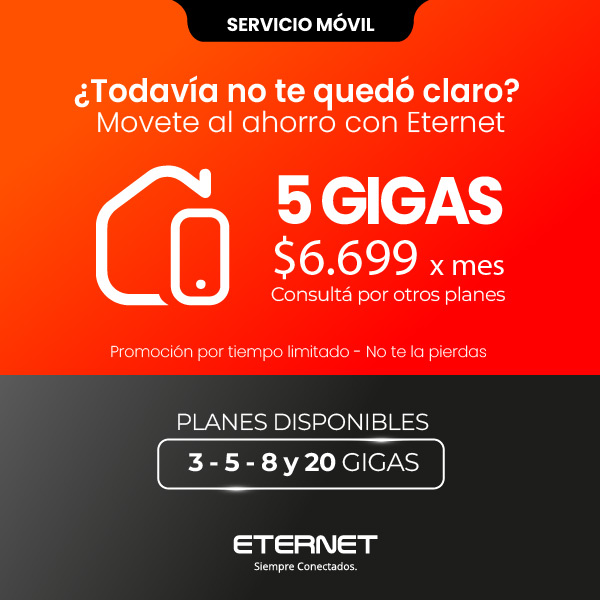 SERVICIO MÓVIL
¿Todavía no te quedó claro?
Movete al ahorro con Eternet
5 GIGAS
$6.699 x mes
Consultá por otros planes
Promoción por tiempo limitado - No te la pierdas
PLANES DISPONIBLES
3 - 5 - 8 y 20 GIGAS
ETERNET
Siempre Conectados.